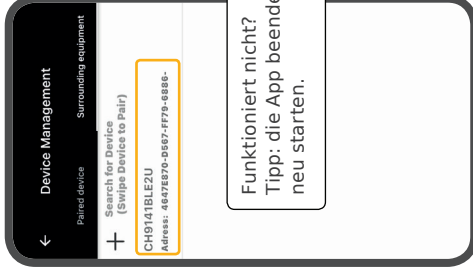 ←
Device Management
Paired device
Surrounding equipment
+
Search for Device
(Swipe Device to Pair)
CH9141BLE2U
Adress: 4647E870-D567-FF79-6886-
Funktioniert nicht?
Tipp: die App beende
neu starten.